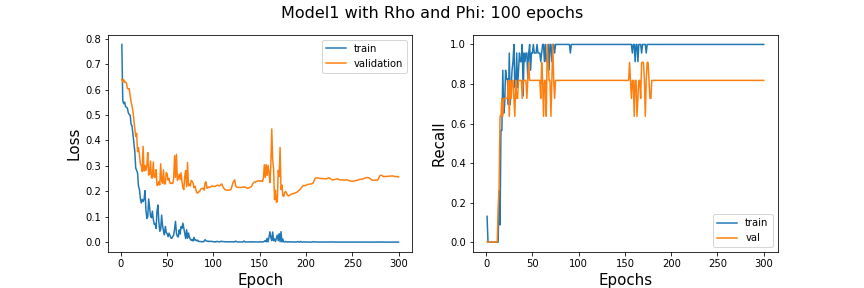 Model1 with Rho and Phi: 100 epochs
Loss
0.8
0.7
0.6
0.5
0.4
0.3
0.2
0.1
0.0
train
validation
0 50 100 150 200 250 300
Epoch
Recall
1.0
0.8
0.6
0.4
0.2
0.0
train
val
0 50 100 150 200 250 300
Epochs